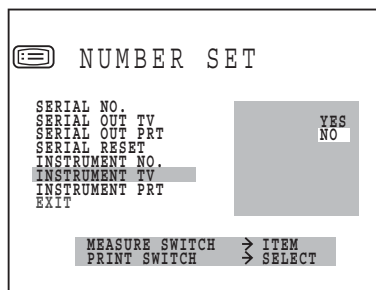 NUMBER SET
SERIAL NO.
SERIAL OUT TV
SERIAL OUT PRT
SERIAL RESET
INSTRUMENT NO.
INSTRUMENT TV
INSTRUMENT PRT
EXIT
YES
NO
MEASURE SWITCH → ITEM
PRINT SWITCH → SELECT